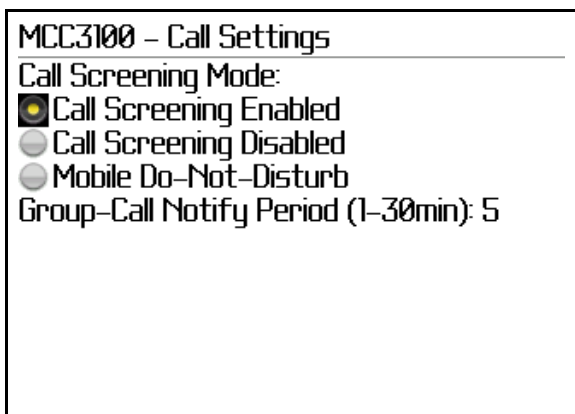 MCC3100 – Call Settings
Call Screening Mode:
Call Screening Enabled
Call Screening Disabled
Mobile Do-Not-Disturb
Group-Call Notify Period (1-30min): 5